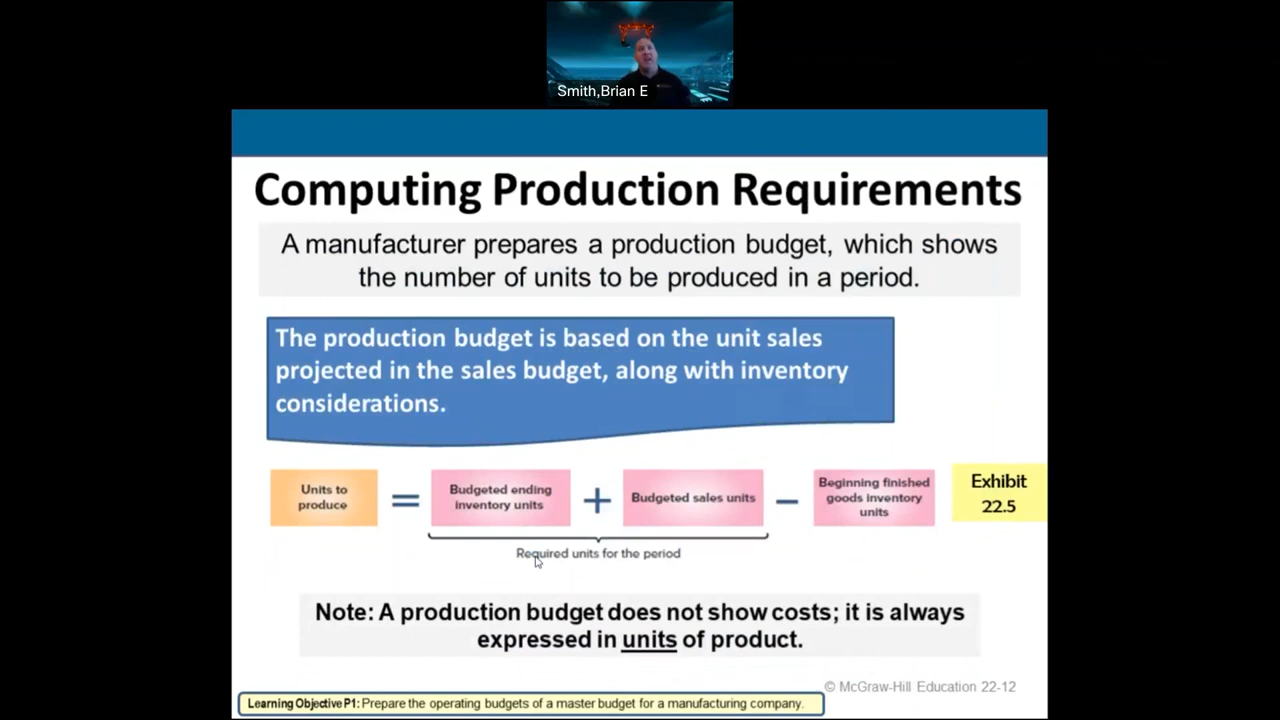 Smith,Brian E
Computing Production Requirements
A manufacturer prepares a production budget, which shows
the number of units to be produced in a period.
The production budget is based on the unit sales
projected in the sales budget, along with inventory
considerations.
Units to
produce
=
Budgeted ending
inventory units
+
Budgeted sales units
−
Beginning finished
goods inventory
units
Exhibit
22.5
Required units for the period
Note: A production budget does not show costs; it is always
expressed in units of product.
© McGraw-Hill Education 22-12
Learning Objective P1: Prepare the operating budgets of a master budget for a manufacturing company.